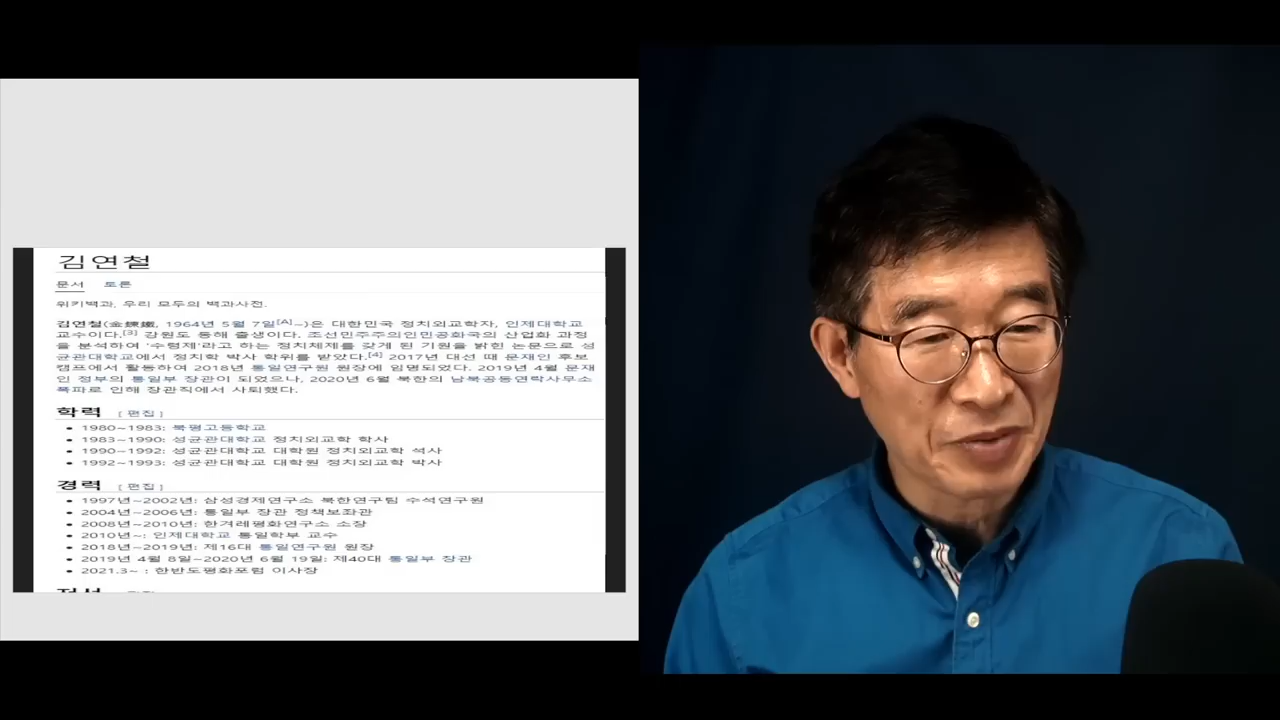 김연철
문서 토론
위키백과, 우리 모두의 백과사전.
김연철(金鍊鐵, 1964년 5월 7일[A]~)은 대한민국 정치외교학자, 인제대학교
교수이다.[3] 강원도 동해 출생이다. 조선민주주의인민공화국의 산업화 과정
을 분석하여 '수령제'라고 하는 정치체제를 갖게 된 기원을 밝힌 논문으로 성
균관대학교에서 정치학 박사 학위를 받았다.[4] 2017년 대선 때 문재인 후보
캠프에서 활동하여 2018년 통일연구원 원장에 임명되었다. 2019년 4월 문재
인 정부의 통일부 장관이 되었으나, 2020년 6월 북한의 남북공동연락사무소
폭파로 인해 장관직에서 사퇴했다.
학력 [편집]
1980~1983: 북평고등학교
1983~1990: 성균관대학교 정치외교학 학사
1990~1992: 성균관대학교 대학원 정치외교학 석사
1992~1993: 성균관대학교 대학원 정치외교학 박사
경력 [편집]
1997년~2002년: 삼성경제연구소 북한연구팀 수석연구원
2004년~2006년: 통일부 장관 정책보좌관
2008년~2010년: 한겨레평화연구소 소장
2010년~: 인제대학교 통일학부 교수
2018년~2019년: 제16대 통일연구원 원장
2019년 4월 8일~2020년 6월 19일: 제40대 통일부 장관
2021.3~ : 한반도평화포럼 이사장